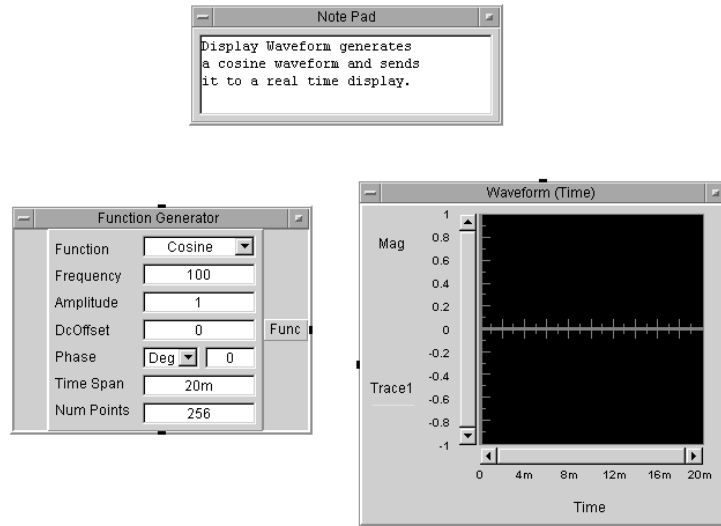 Note Pad
Display Waveform generates
a cosine waveform and sends
it to a real time display.
Function Generator
Function Cosine
Frequency 100
Amplitude 1
DcOffset 0
Phase Deg 0
Time Span 20m
Num Points 256
Func
Waveform (Time)
Mag
Trace1
1
0.8
0.6
0.4
0.2
0
-0.2
-0.4
-0.6
-0.8
-1
0 4m 8m 12m 16m 20m
Time